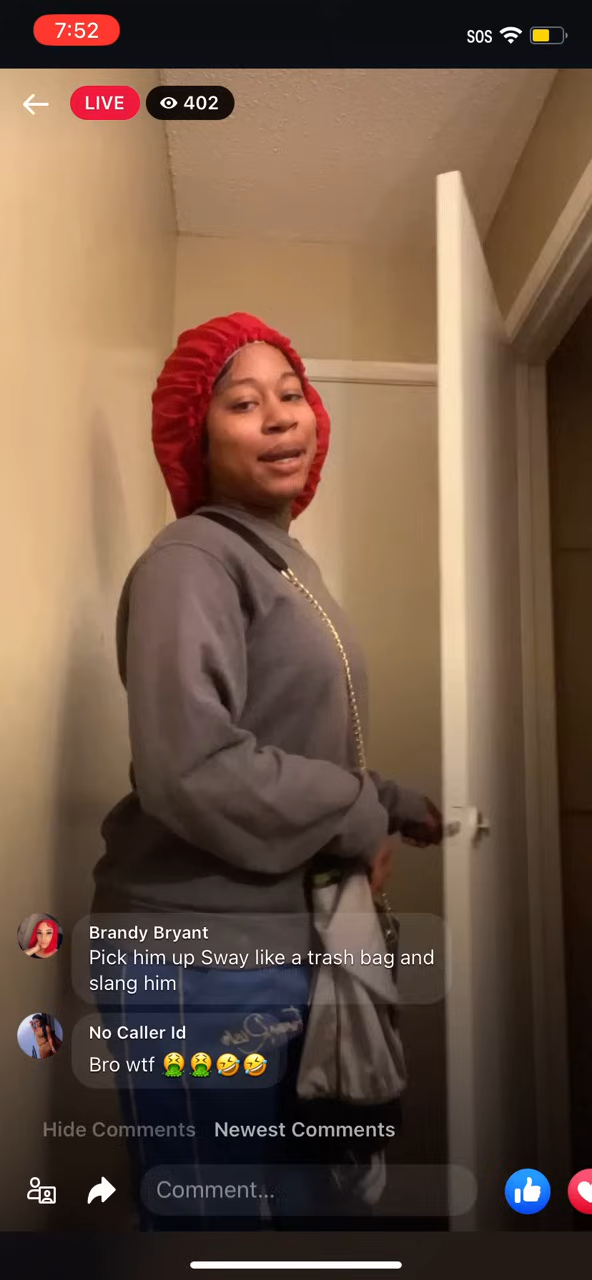 7:52
SOS
LIVE
402
Brandy Bryant
Pick him up Sway like a trash bag and
slang him
No Caller Id
Bro wtf 🤮🤮🤣🤣
Hide Comments
Newest Comments
Comment...